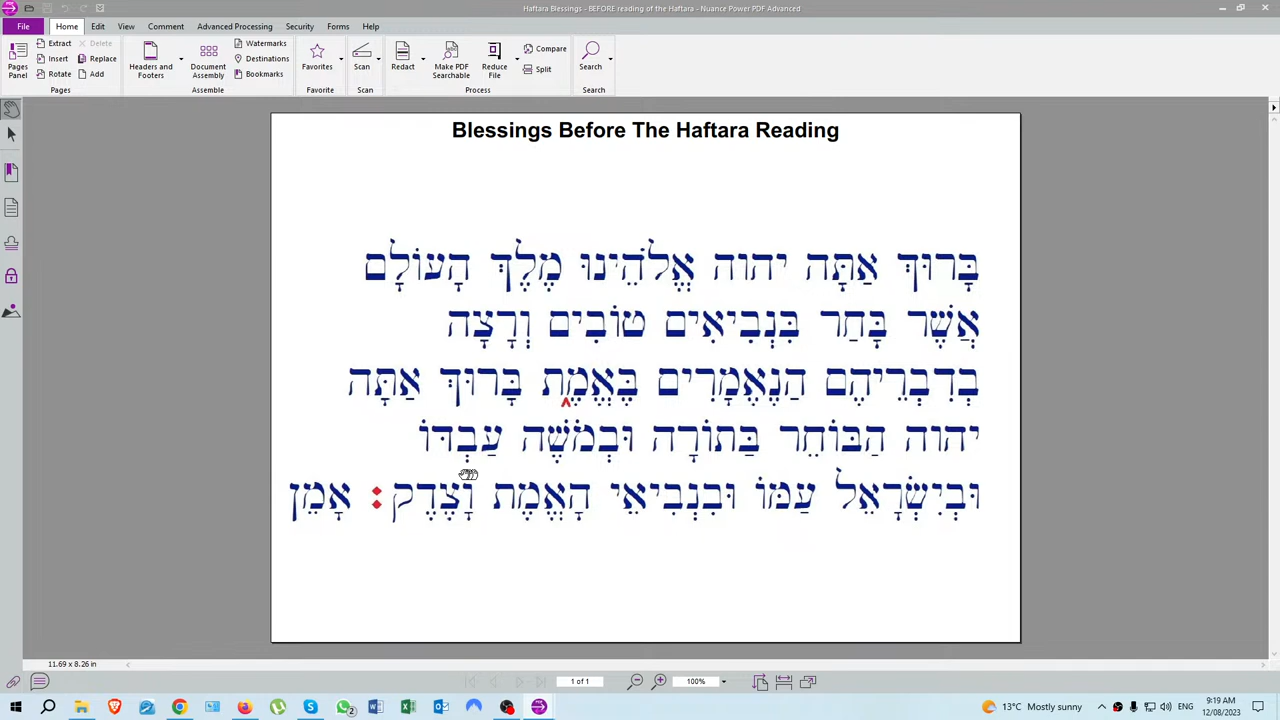 Haftara Blessings - BEFORE reading of the Haftara - Nuance Power PDF Advanced
File Home Edit View Comment Advanced Processing Security Forms Help
Pages Panel Extract Insert Rotate Delete Replace Add Headers and Footers Document Assembly Watermarks Destinations Bookmarks Favorites Scan Redact Make PDF Searchable Reduce File Compare Split Search
Pages Assemble Favorite Scan Process Search
Blessings Before The Haftara Reading
בָּרוּךְ אַתָּה יהוה אֱלֹהֵינוּ מֶלֶךְ הָעוֹלָם
אֲשֶׁר בָּחַר בִּנְבִיאִים טוֹבִים וְרָצָה
בְדִבְרֵיהֶם הַנֶּאֱמָרִים בֶּאֱמֶת בָּרוּךְ אַתָּה
יהוה הַבּוֹחֵר בַּתוֹרָה וּבְמֹשֶׁה עַבְדּוֹ
וּבְיִשְׂרָאֵל עַמּוֹ וּבִנְבִיאֵי הָאֱמֶת וָצֶדֶק : אָמֵן
11.69 x 8.26 in
1 of 1 100%
13°C Mostly sunny ENG 9:19 AM
12/08/2023